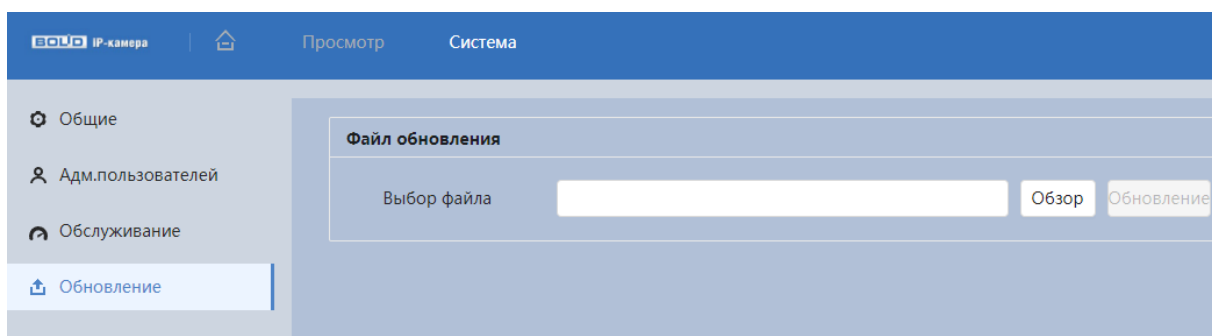 BOLID IP-камера
Просмотр Система
Общие
Адм.пользователей
Обслуживание
Обновление
Файл обновления
Выбор файла Обзор Обновление